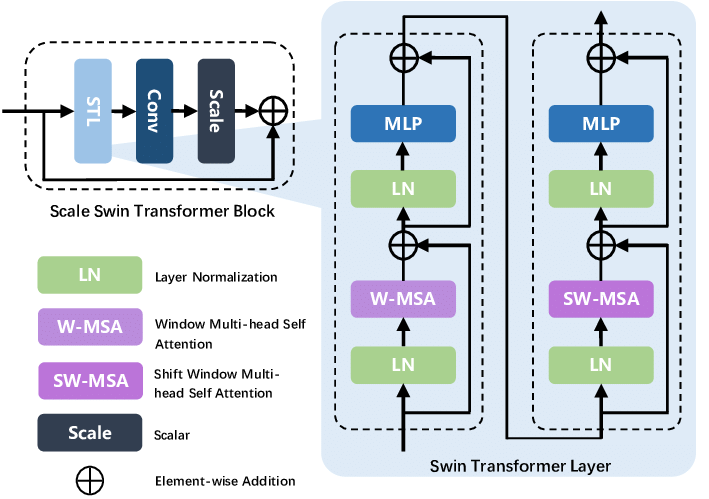 STL
Conv
Scale
Scale Swin Transformer Block
LN
Layer Normalization
W-MSA
Window Multi-head Self
Attention
SW-MSA
Shift Window Multi-
head Self Attention
Scale
Scalar
Element-wise Addition
MLP
LN
W-MSA
LN
MLP
LN
SW-MSA
LN
Swin Transformer Layer